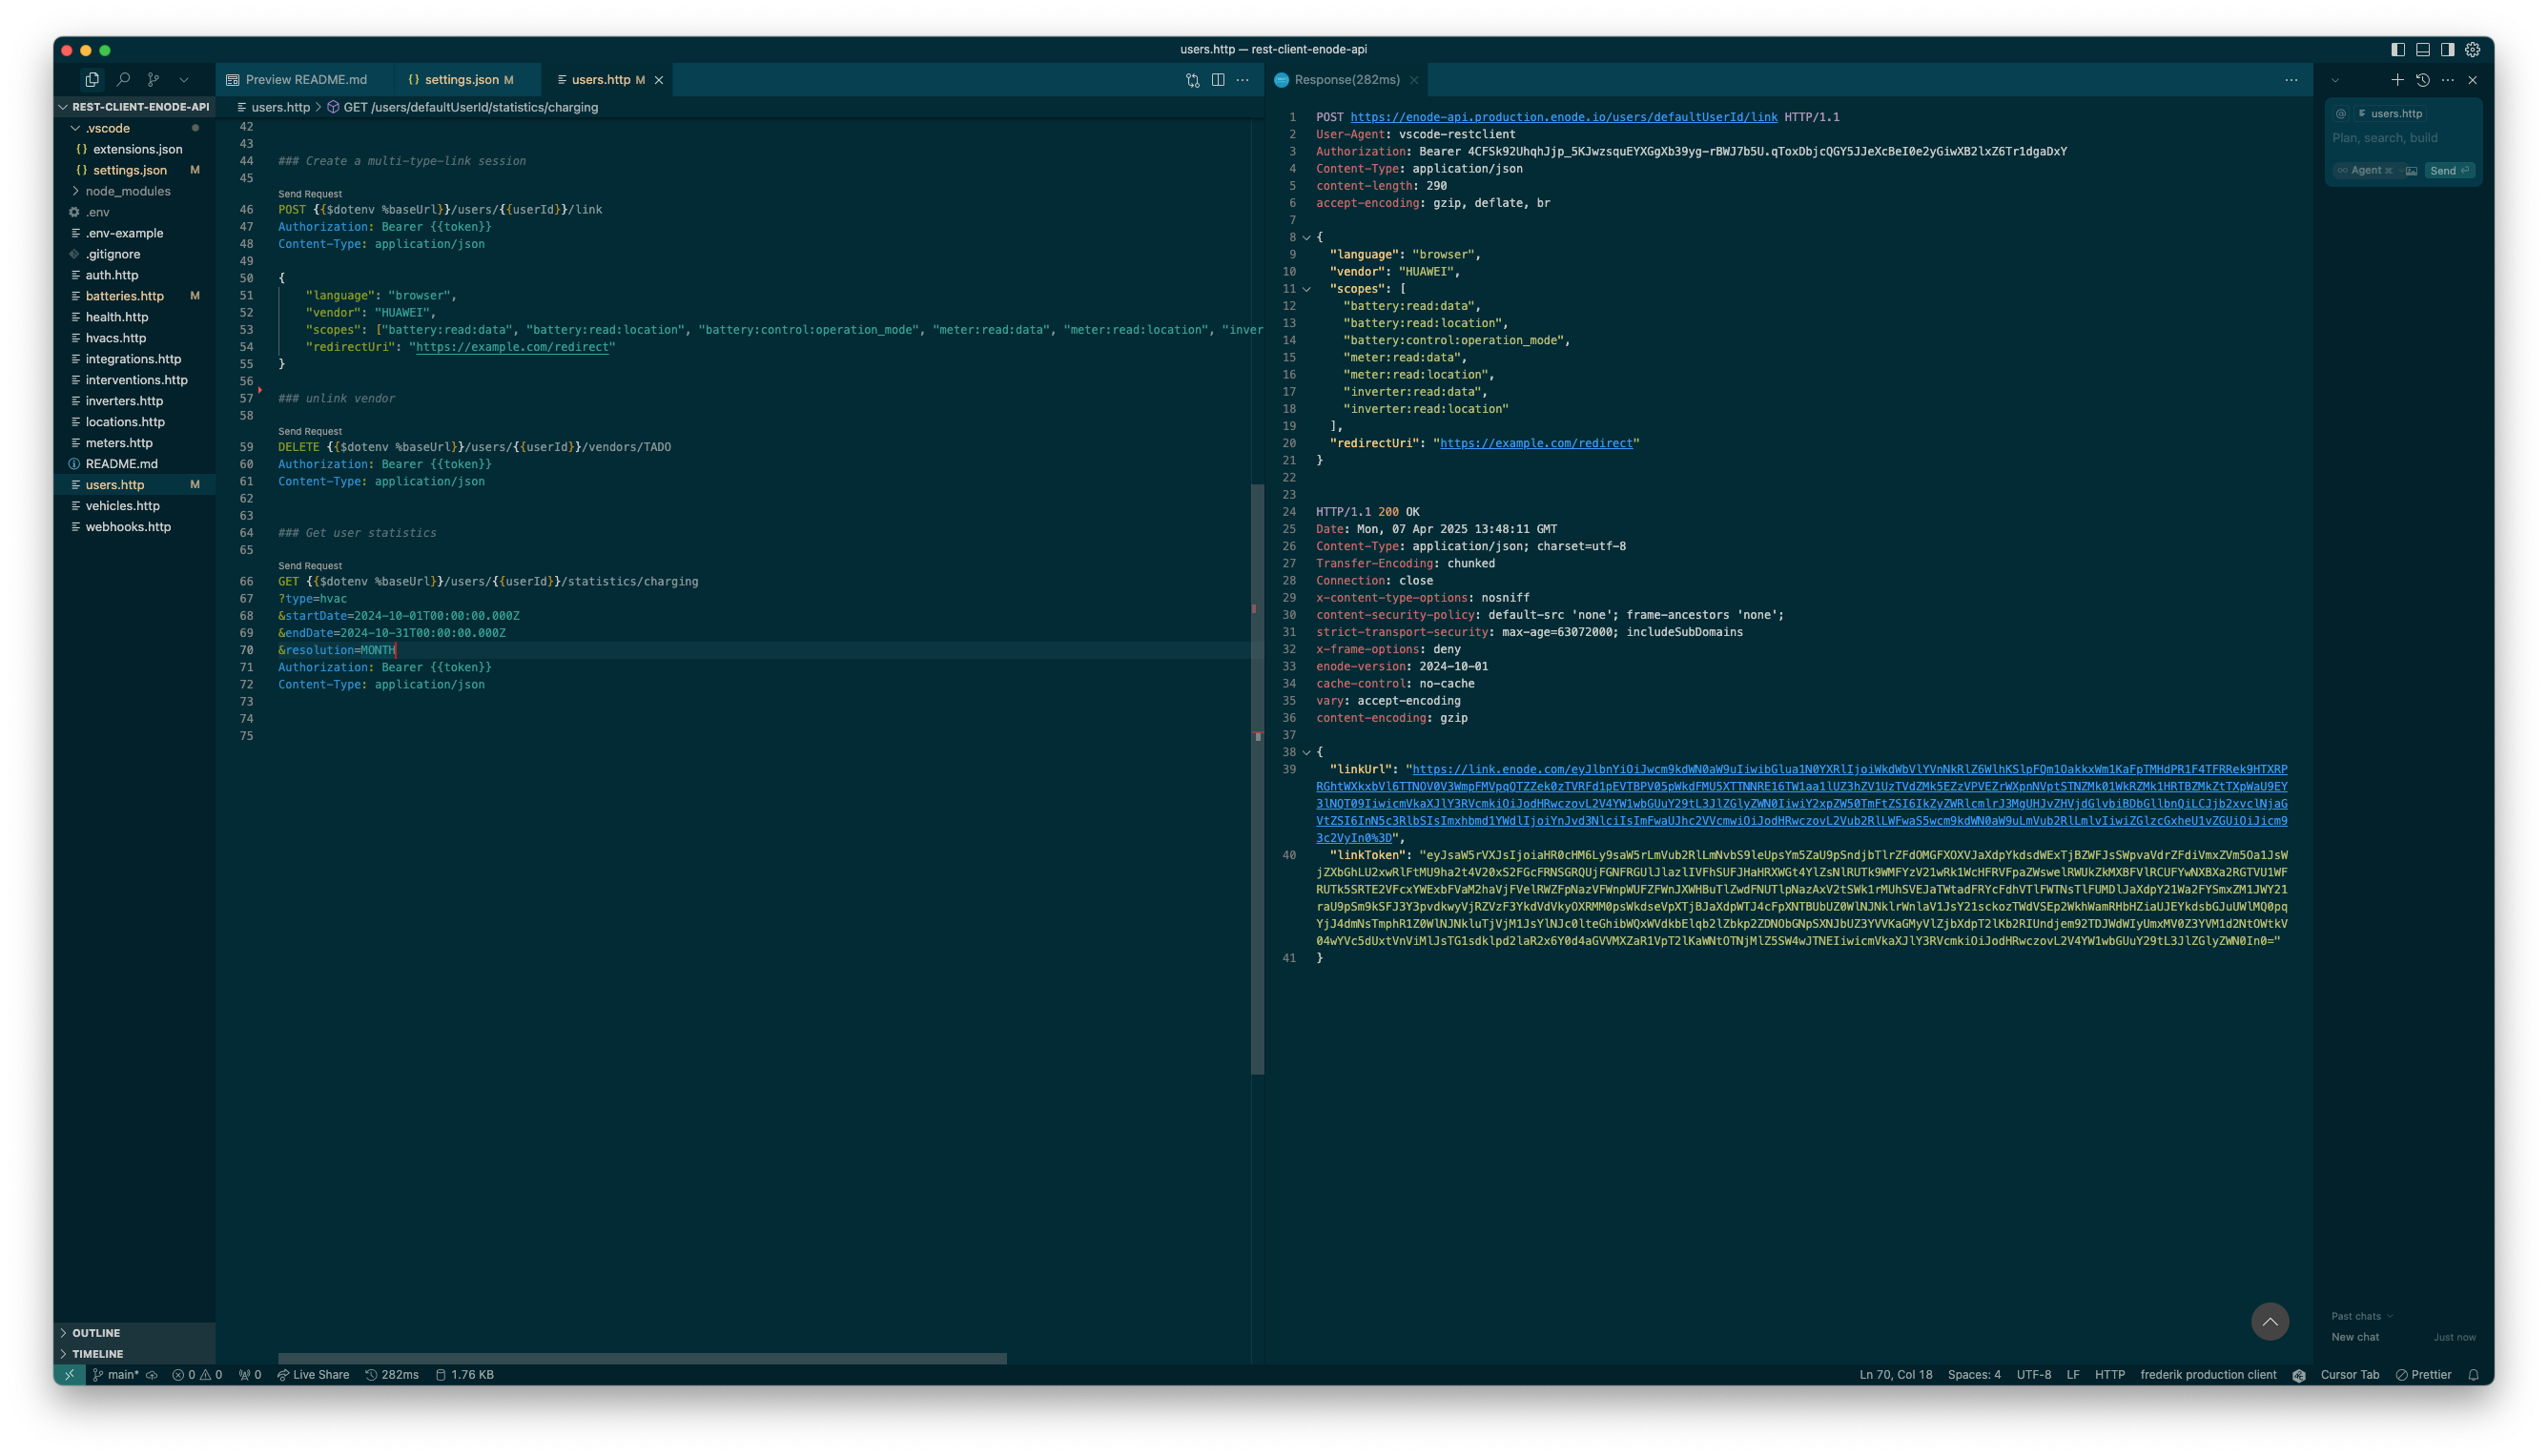 users.http — rest-client-enode-api
Preview README.md
{} settings.json M
users.http M
Response(282ms)
REST-CLIENT-ENODE-API
.vscode
{} extensions.json
{} settings.json M
node_modules
.env
.env-example
.gitignore
auth.http
batteries.http M
health.http
hvacs.http
integrations.http
interventions.http
inverters.http
locations.http
meters.http
README.md
users.http M
vehicles.http
webhooks.http
OUTLINE
TIMELINE
users.http > GET /users/defaultUserId/statistics/charging
42
43
44 ### Create a multi-type-link session
45
Send Request
46 POST {{$dotenv %baseUrl}}/users/{{userId}}/link
47 Authorization: Bearer {{token}}
48 Content-Type: application/json
49
50 {
51 "language": "browser",
52 "vendor": "HUAWEI",
53 "scopes": ["battery:read:data", "battery:read:location", "battery:control:operation_mode", "meter:read:data", "meter:read:location", "inver
54 "redirectUri": "https://example.com/redirect"
55 }
56
57 ### unlink vendor
58
Send Request
59 DELETE {{$dotenv %baseUrl}}/users/{{userId}}/vendors/TADO
60 Authorization: Bearer {{token}}
61 Content-Type: application/json
62
63
64 ### Get user statistics
65
Send Request
66 GET {{$dotenv %baseUrl}}/users/{{userId}}/statistics/charging
67 ?type=hvac
68 &startDate=2024-10-01T00:00:00.000Z
69 &endDate=2024-10-31T00:00:00.000Z
70 &resolution=MONTH
71 Authorization: Bearer {{token}}
72 Content-Type: application/json
73
74
75
1 POST https://enode-api.production.enode.io/users/defaultUserId/link HTTP/1.1
2 User-Agent: vscode-restclient
3 Authorization: Bearer
4 Content-Type: application/json
5 content-length: 290
6 accept-encoding: gzip, deflate, br
7
8 {
9 "language": "browser",
10 "vendor": "HUAWEI",
11 "scopes": [
12 "battery:read:data",
13 "battery:read:location",
14 "battery:control:operation_mode",
15 "meter:read:data",
16 "meter:read:location",
17 "inverter:read:data",
18 "inverter:read:location"
19 ],
20 "redirectUri": "https://example.com/redirect"
21 }
22
23
24 HTTP/1.1 200 OK
25 Date: Mon, 07 Apr 2025 13:48:11 GMT
26 Content-Type: application/json; charset=utf-8
27 Transfer-Encoding: chunked
28 Connection: close
29 x-content-type-options: nosniff
30 content-security-policy: default-src 'none'; frame-ancestors 'none';
31 strict-transport-security: max-age=63072000; includeSubDomains
32 x-frame-options: deny
33 enode-version: 2024-10-01
34 cache-control: no-cache
35 vary: accept-encoding
36 content-encoding: gzip
37
38 {
39 "linkUrl":
40 "linkToken":
41 }
@ users.http
Plan, search, build
∞ Agent
Send
Past chats
New chat Just now
main*
0 0
0
Live Share
282ms
1.76 KB
Ln 70, Col 18
Spaces: 4
UTF-8
LF
HTTP
frederik production client
Cursor Tab
Prettier